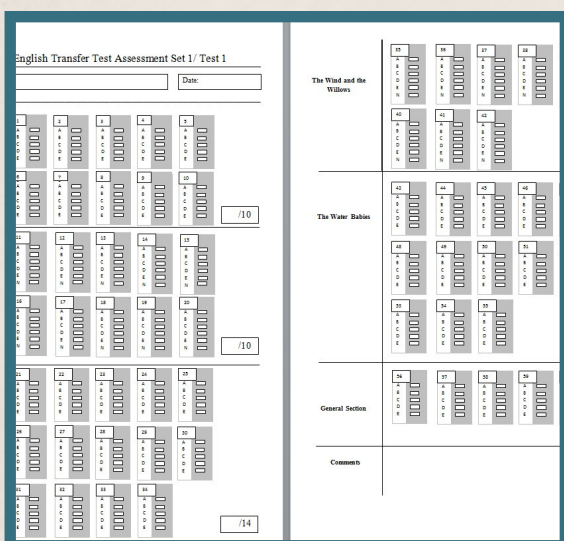 English Transfer Test Assessment Set 1/ Test 1
Date:
1 2 3 4 5
A A A A A
B B B B B
C C C C C
D D D D D
E E E E E
6 7 8 9 10
A A A A A
B B B B B
C C C C C
D D D D D
E E E E E
/10
11 12 13 14 15
A A A A A
B B B B B
C C C C C
D D D D D
E E E E E
N N N N N
16 17 18 19 20
A A A A A
B B B B B
C C C C C
D D D D D
E E E E E
N N N N N
/10
21 22 23 24 25
A A A A A
B B B B B
C C C C C
D D D D D
E E E E E
26 27 28 29 30
A A A A A
B B B B B
C C C C C
D D D D D
E E E E E
31 32 33 34
A A A A
B B B B
C C C C
D D D D
E E E E
/14
The Wind and the
Willows
35 36 37 38
A A A A
B B B B
C C C C
D D D D
E E E E
N N N N
40 41 42
A A A
B B B
C C C
D D D
E E E
N N N
The Water Babies
43 44 45 46
A A A A
B B B B
C C C C
D D D D
E E E E
48 49 50 51
A A A A
B B B B
C C C C
D D D D
E E E E
53 54 55
A A A
B B B
C C C
D D D
E E E
General Section
56 57 58 59
A A A A
B B B B
C C C C
D D D D
E E E E
Comments